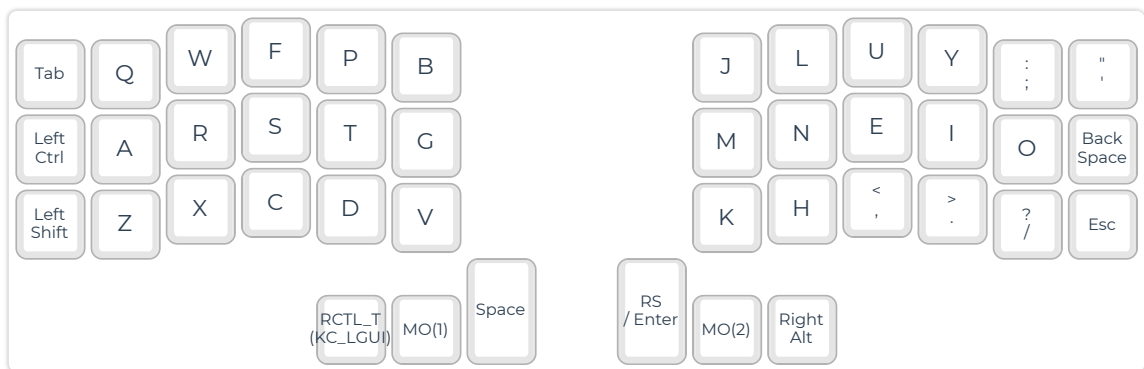 Tab Q W F P B J L U Y : "
; '
Left
Ctrl A R S T G M N E I O Back
Space
Left
Shift Z X C D V K H < > ? Esc
, . /
RCTL_T
(KC_LGUI) MO(1) Space RS
/ Enter MO(2) Right
Alt